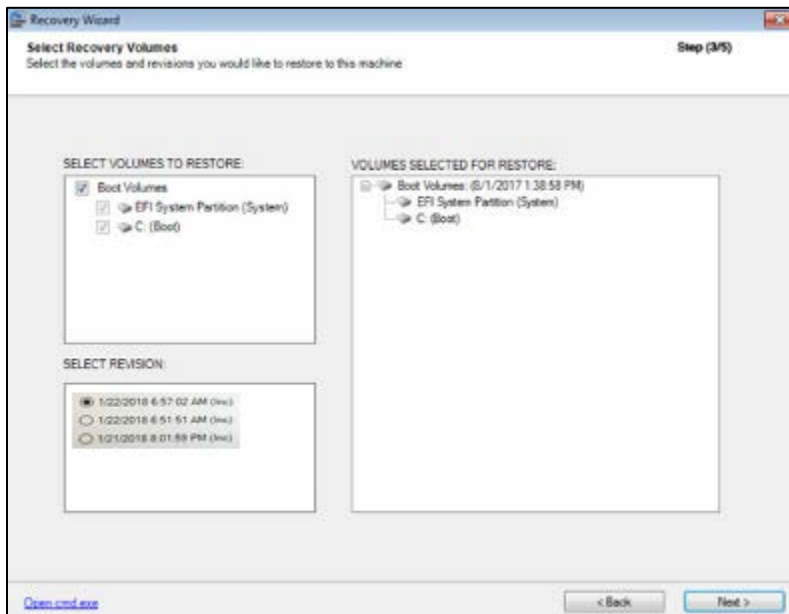 Recovery Wizard
Select Recovery Volumes
Step (3/5)
Select the volumes and revisions you would like to restore to this machine
SELECT VOLUMES TO RESTORE:
Boot Volumes
EFI System Partition (System)
C: (Boot)
VOLUMES SELECTED FOR RESTORE:
Boot Volumes: (8/1/2017 1:38:58 PM)
EFI System Partition (System)
C: (Boot)
SELECT REVISION:
1/22/2018 6:57:02 AM (Inc)
1/22/2018 6:51:51 AM (Inc)
1/21/2018 8:01:59 PM (Inc)
Open cmd.exe
< Back
Next >